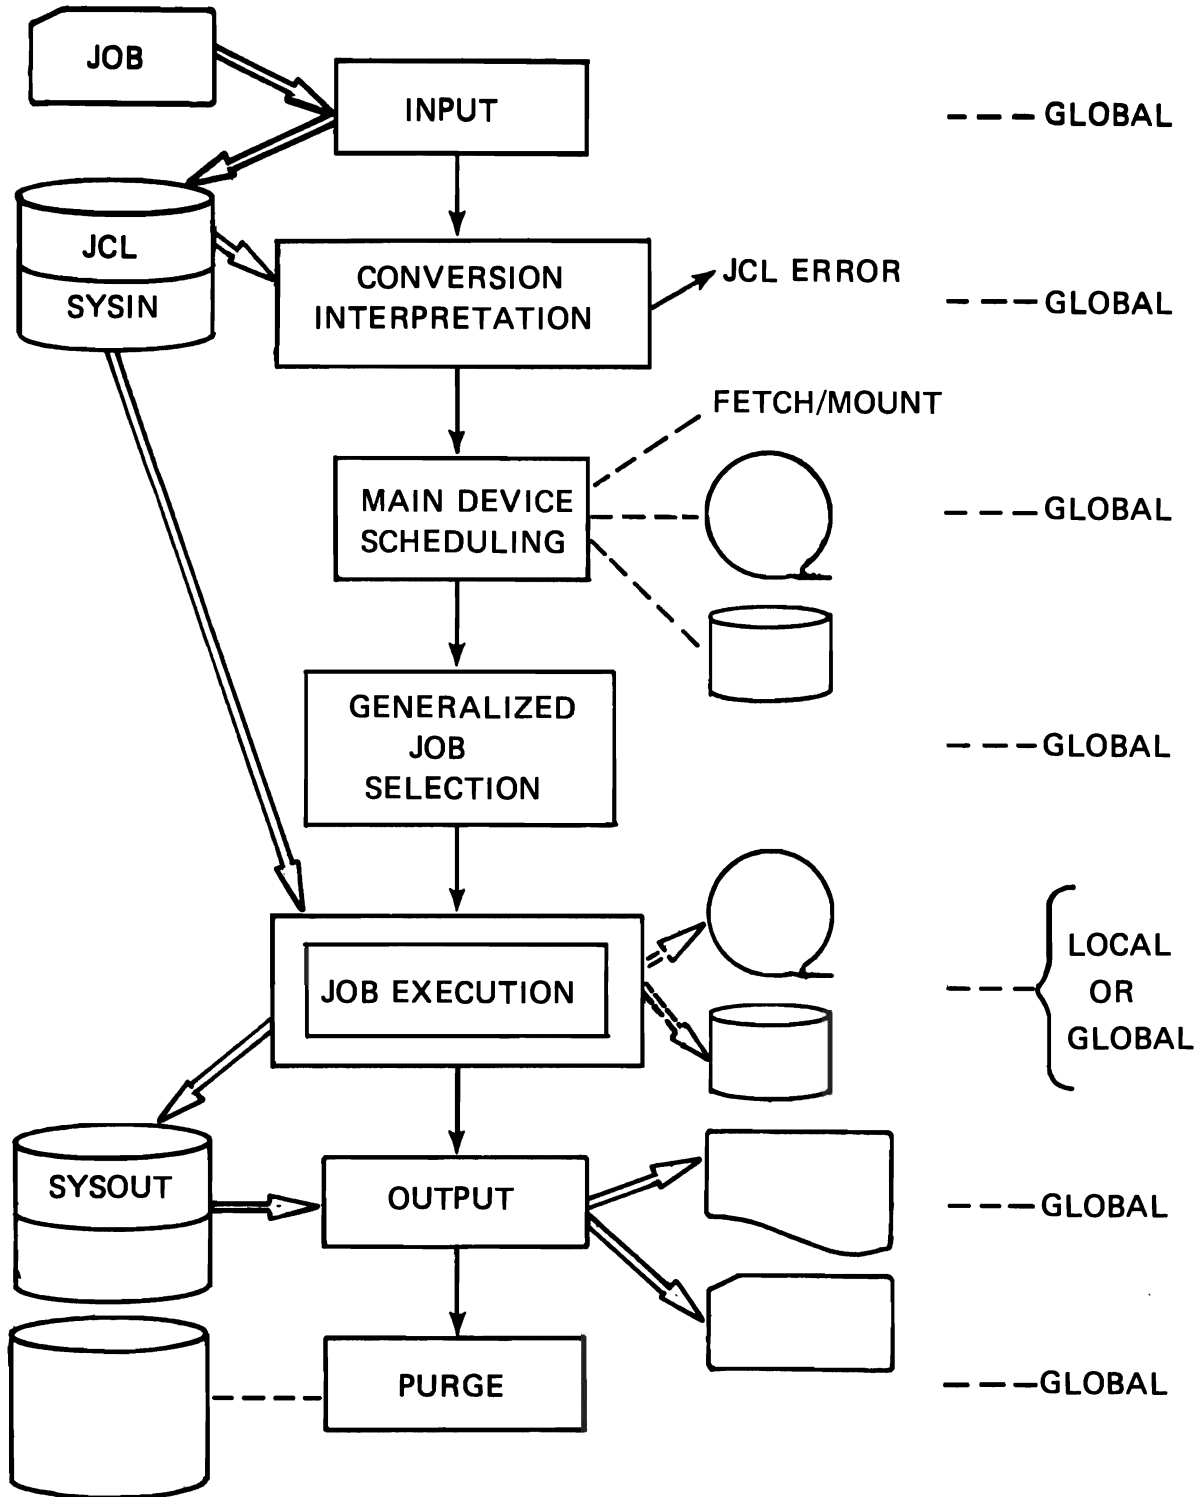 JOB
INPUT
GLOBAL
JCL
SYSIN
CONVERSION
INTERPRETATION
JCL ERROR
GLOBAL
FETCH/MOUNT
MAIN DEVICE
SCHEDULING
GLOBAL
GENERALIZED
JOB
SELECTION
GLOBAL
JOB EXECUTION
LOCAL
OR
GLOBAL
SYSOUT
OUTPUT
GLOBAL
PURGE
GLOBAL